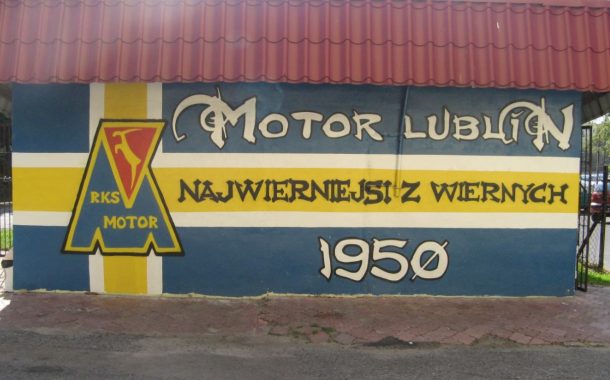 MOTOR LUBLIN
RKS
MOTOR
NAJWIERNIEJSI Z WIERNYCH
1950